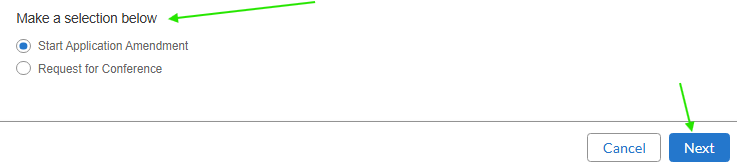 Make a selection below
Start Application Amendment
Request for Conference
Cancel Next